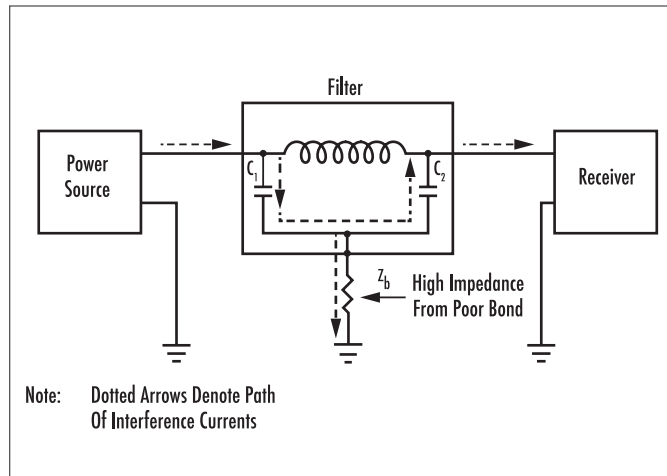 Filter
Power
Source
C1
C2
Receiver
Zb
High Impedance
From Poor Bond
Note: Dotted Arrows Denote Path
Of Interference Currents